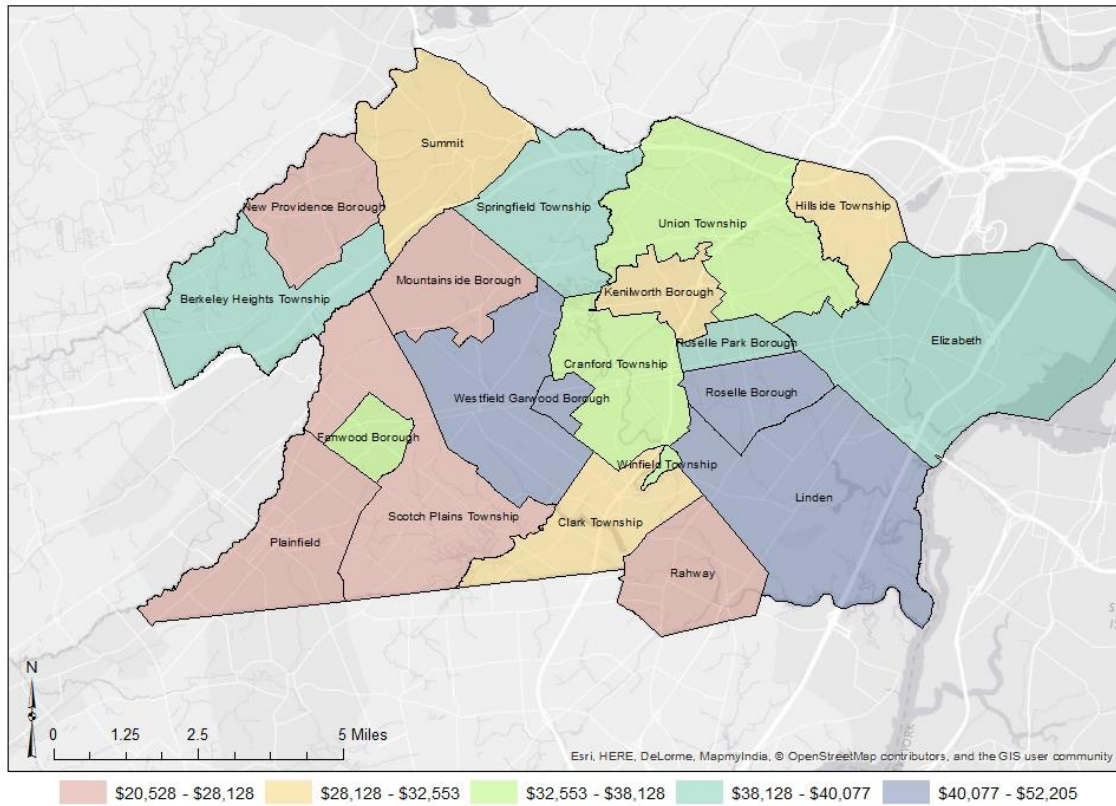 Summit
New Providence Borough
Springfield Township
Union Township
Hillside Township
Mountainside Borough
Kenilworth Borough
Berkeley Heights Township
Roselle Park Borough
Elizabeth
Cranford Township
Westfield
Garwood Borough
Roselle Borough
Fanwood Borough
Winfield Township
Linden
Scotch Plains Township
Clark Township
Plainfield
Rahway
N
0 1.25 2.5 5 Miles
Esri, HERE, DeLorme, MapmyIndia, © OpenStreetMap contributors, and the GIS user community
$20,528 - $28,128
$28,128 - $32,553
$32,553 - $38,128
$38,128 - $40,077
$40,077 - $52,205